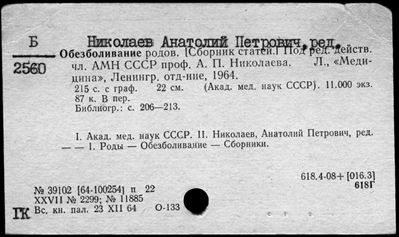 Б Николаев Анатолий Петрович, ред.
2560 Обезболивание родов. [Сборник статей.] Под ред. действ.
чл. АМН СССР проф. А. П. Николаева. Л., «Меди-
цина», Ленингр. отд-ние, 1964.
215 с. с граф. 22 см. (Акад. мед. наук СССР). 11.000 экз.
87 к. В пер.
Библиогр.: с. 206—213.
I. Акад. мед. наук СССР. II. Николаев, Анатолий Петрович, ред.
— — 1. Роды — Обезболивание — Сборники.
618.4-08+[016.3]
618Г
№ 39102 [64-100254] п 22
XXVII № 2299; № 11885
ГК Вс. кн. пал. 23 XII 64 О-133